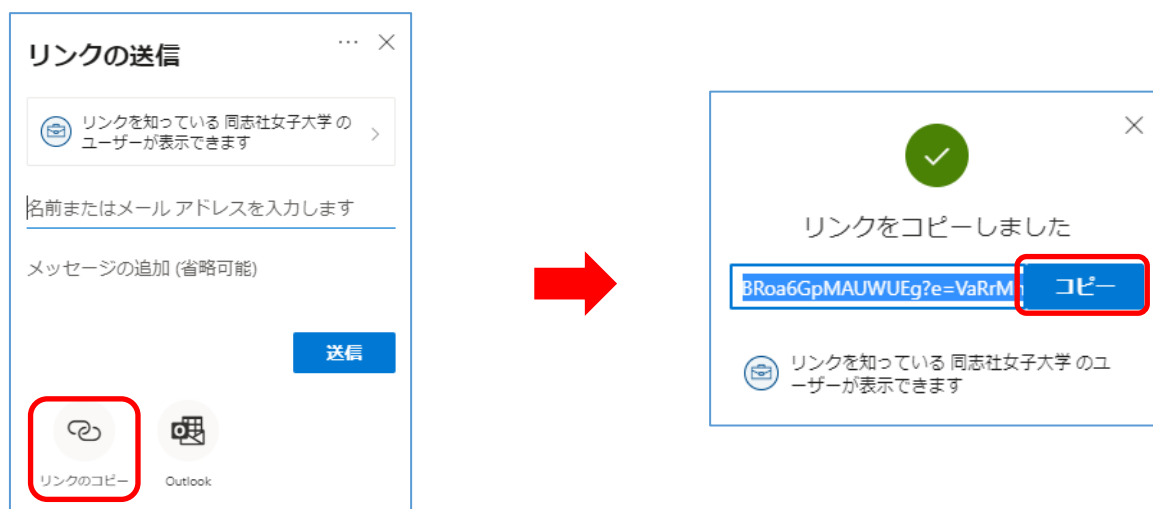 リンクの送信
リンクを知っている 同志社女子大学 の
ユーザーが表示できます
名前またはメール アドレスを入力します
メッセージの追加 (省略可能)
送信
リンクのコピー
Outlook
リンクをコピーしました
BRoa6GpMAUWUEg?e=VaRrM
コピー
リンクを知っている 同志社女子大学 のユ
ーザーが表示できます